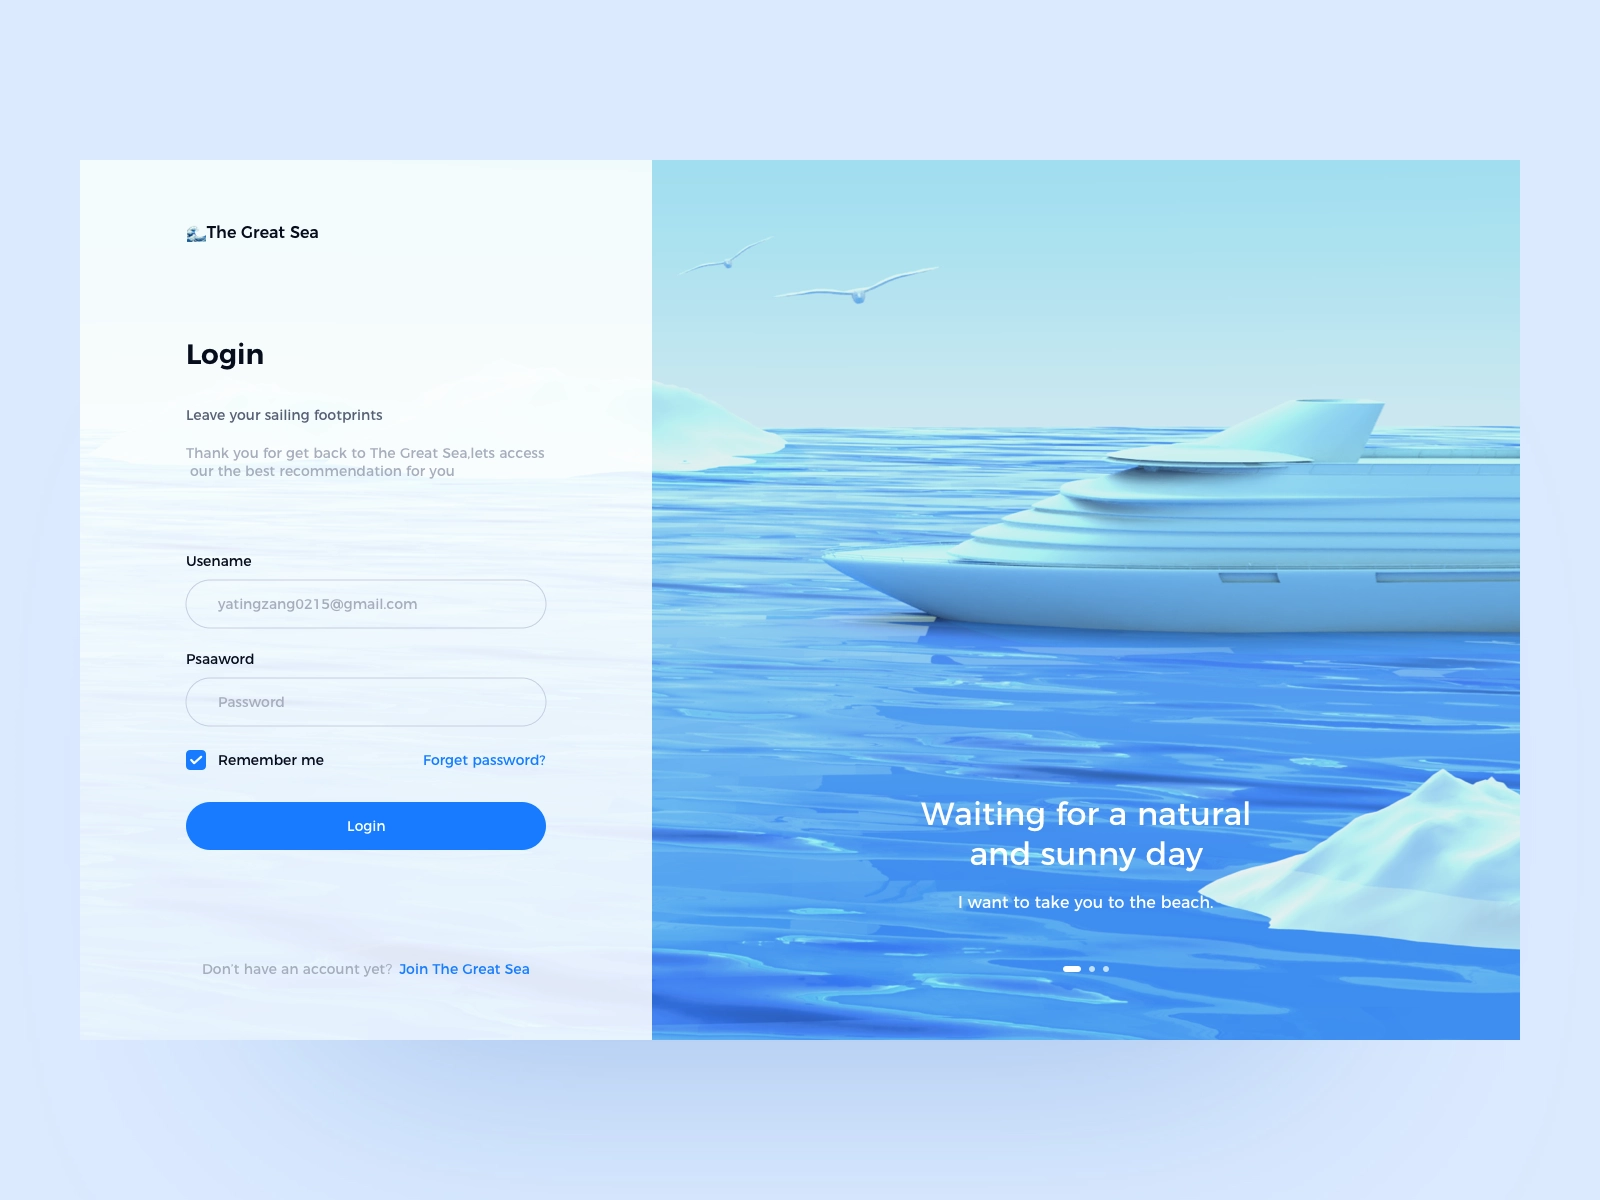 The Great Sea
Login
Leave your sailing footprints
Thank you for get back to The Great Sea,lets access
our the best recommendation for you
Usename
yatingzang0215@gmail.com
Psaaword
Password
Remember me
Forget password?
Login
Don't have an account yet? Join The Great Sea
Waiting for a natural
and sunny day
I want to take you to the beach.